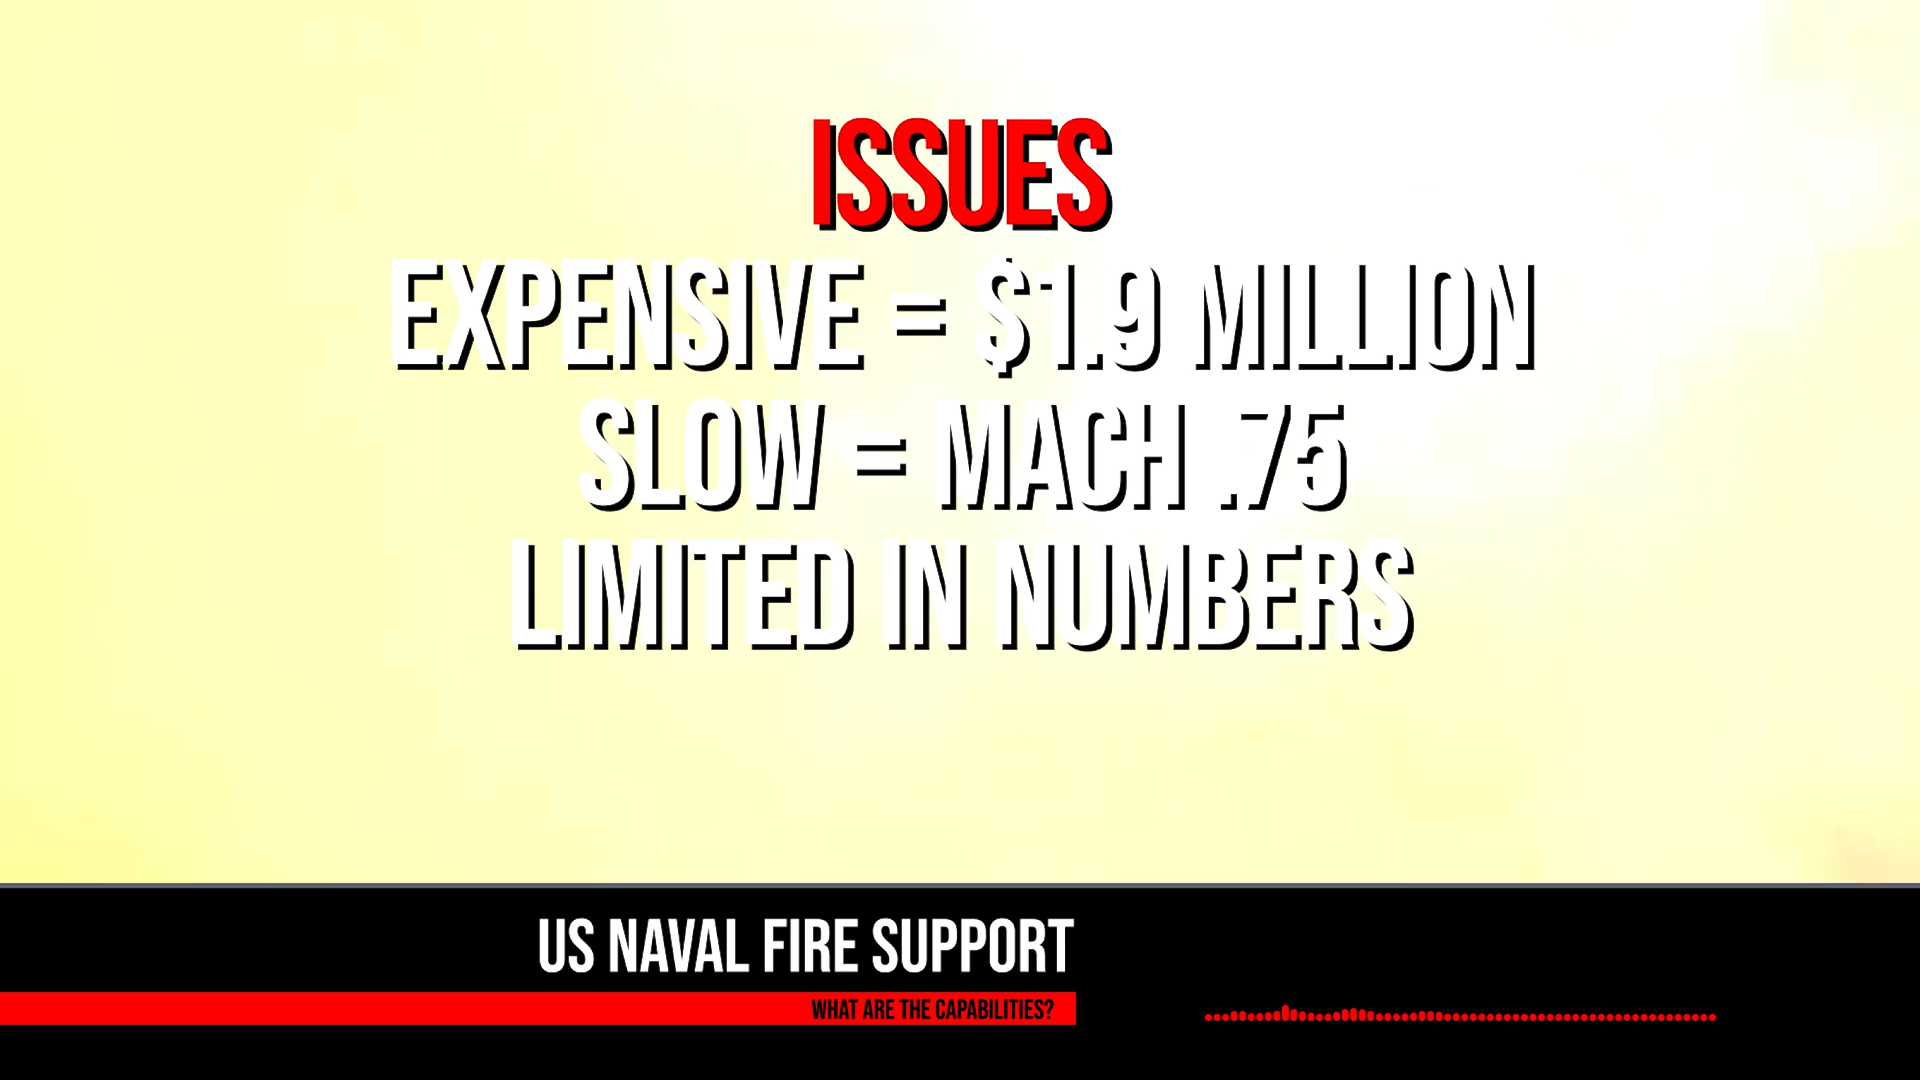 ISSUES
EXPENSIVE = $1.9 MILLION
SLOW = MACH .75
LIMITED IN NUMBERS
US NAVAL FIRE SUPPORT
WHAT ARE THE CAPABILITIES?